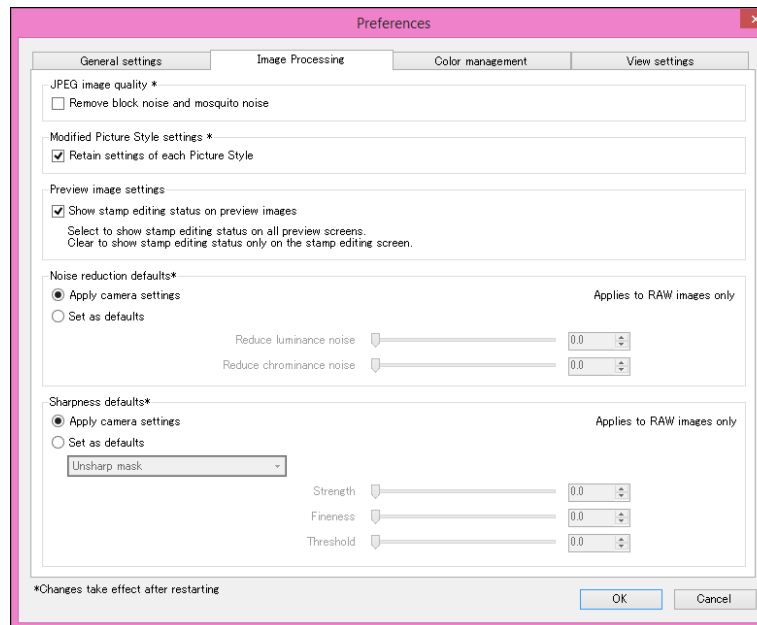 Preferences
General settings
Image Processing
Color management
View settings
JPEG image quality *
Remove block noise and mosquito noise
Modified Picture Style settings *
Retain settings of each Picture Style
Preview image settings
Show stamp editing status on preview images
Select to show stamp editing status on all preview screens.
Clear to show stamp editing status only on the stamp editing screen.
Noise reduction defaults*
Apply camera settings
Applies to RAW images only
Set as defaults
Reduce luminance noise 0.0
Reduce chrominance noise 0.0
Sharpness defaults*
Apply camera settings
Applies to RAW images only
Set as defaults
Unsharp mask
Strength 0.0
Fineness 0.0
Threshold 0.0
*Changes take effect after restarting
OK
Cancel